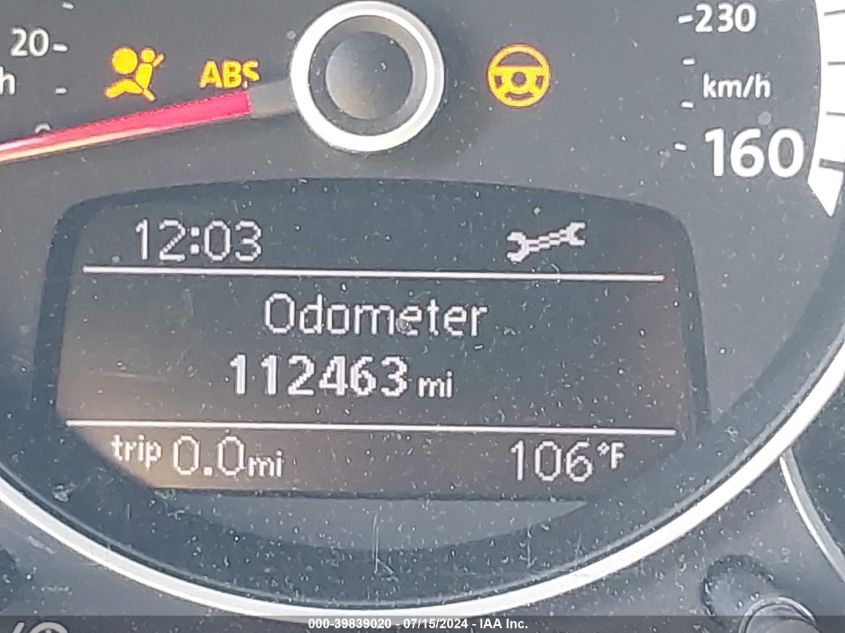 20
ABS
230
km/h
160
12:03
Odometer
112463 mi
trip 0.0mi 106°F
000-39839020 - 07/15/2024 - IAA Inc.